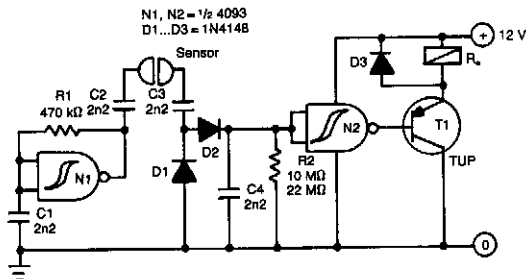 N1, N2 = ½ 4093
D1...D3 = 1N4148
Sensor
C2
2n2
C3
2n2
R1
470 kΩ
N1
C1
2n2
D1
D2
C4
2n2
R2
10 MΩ
22 MΩ
N2
D3
Re
T1
TUP
+
12 V
0